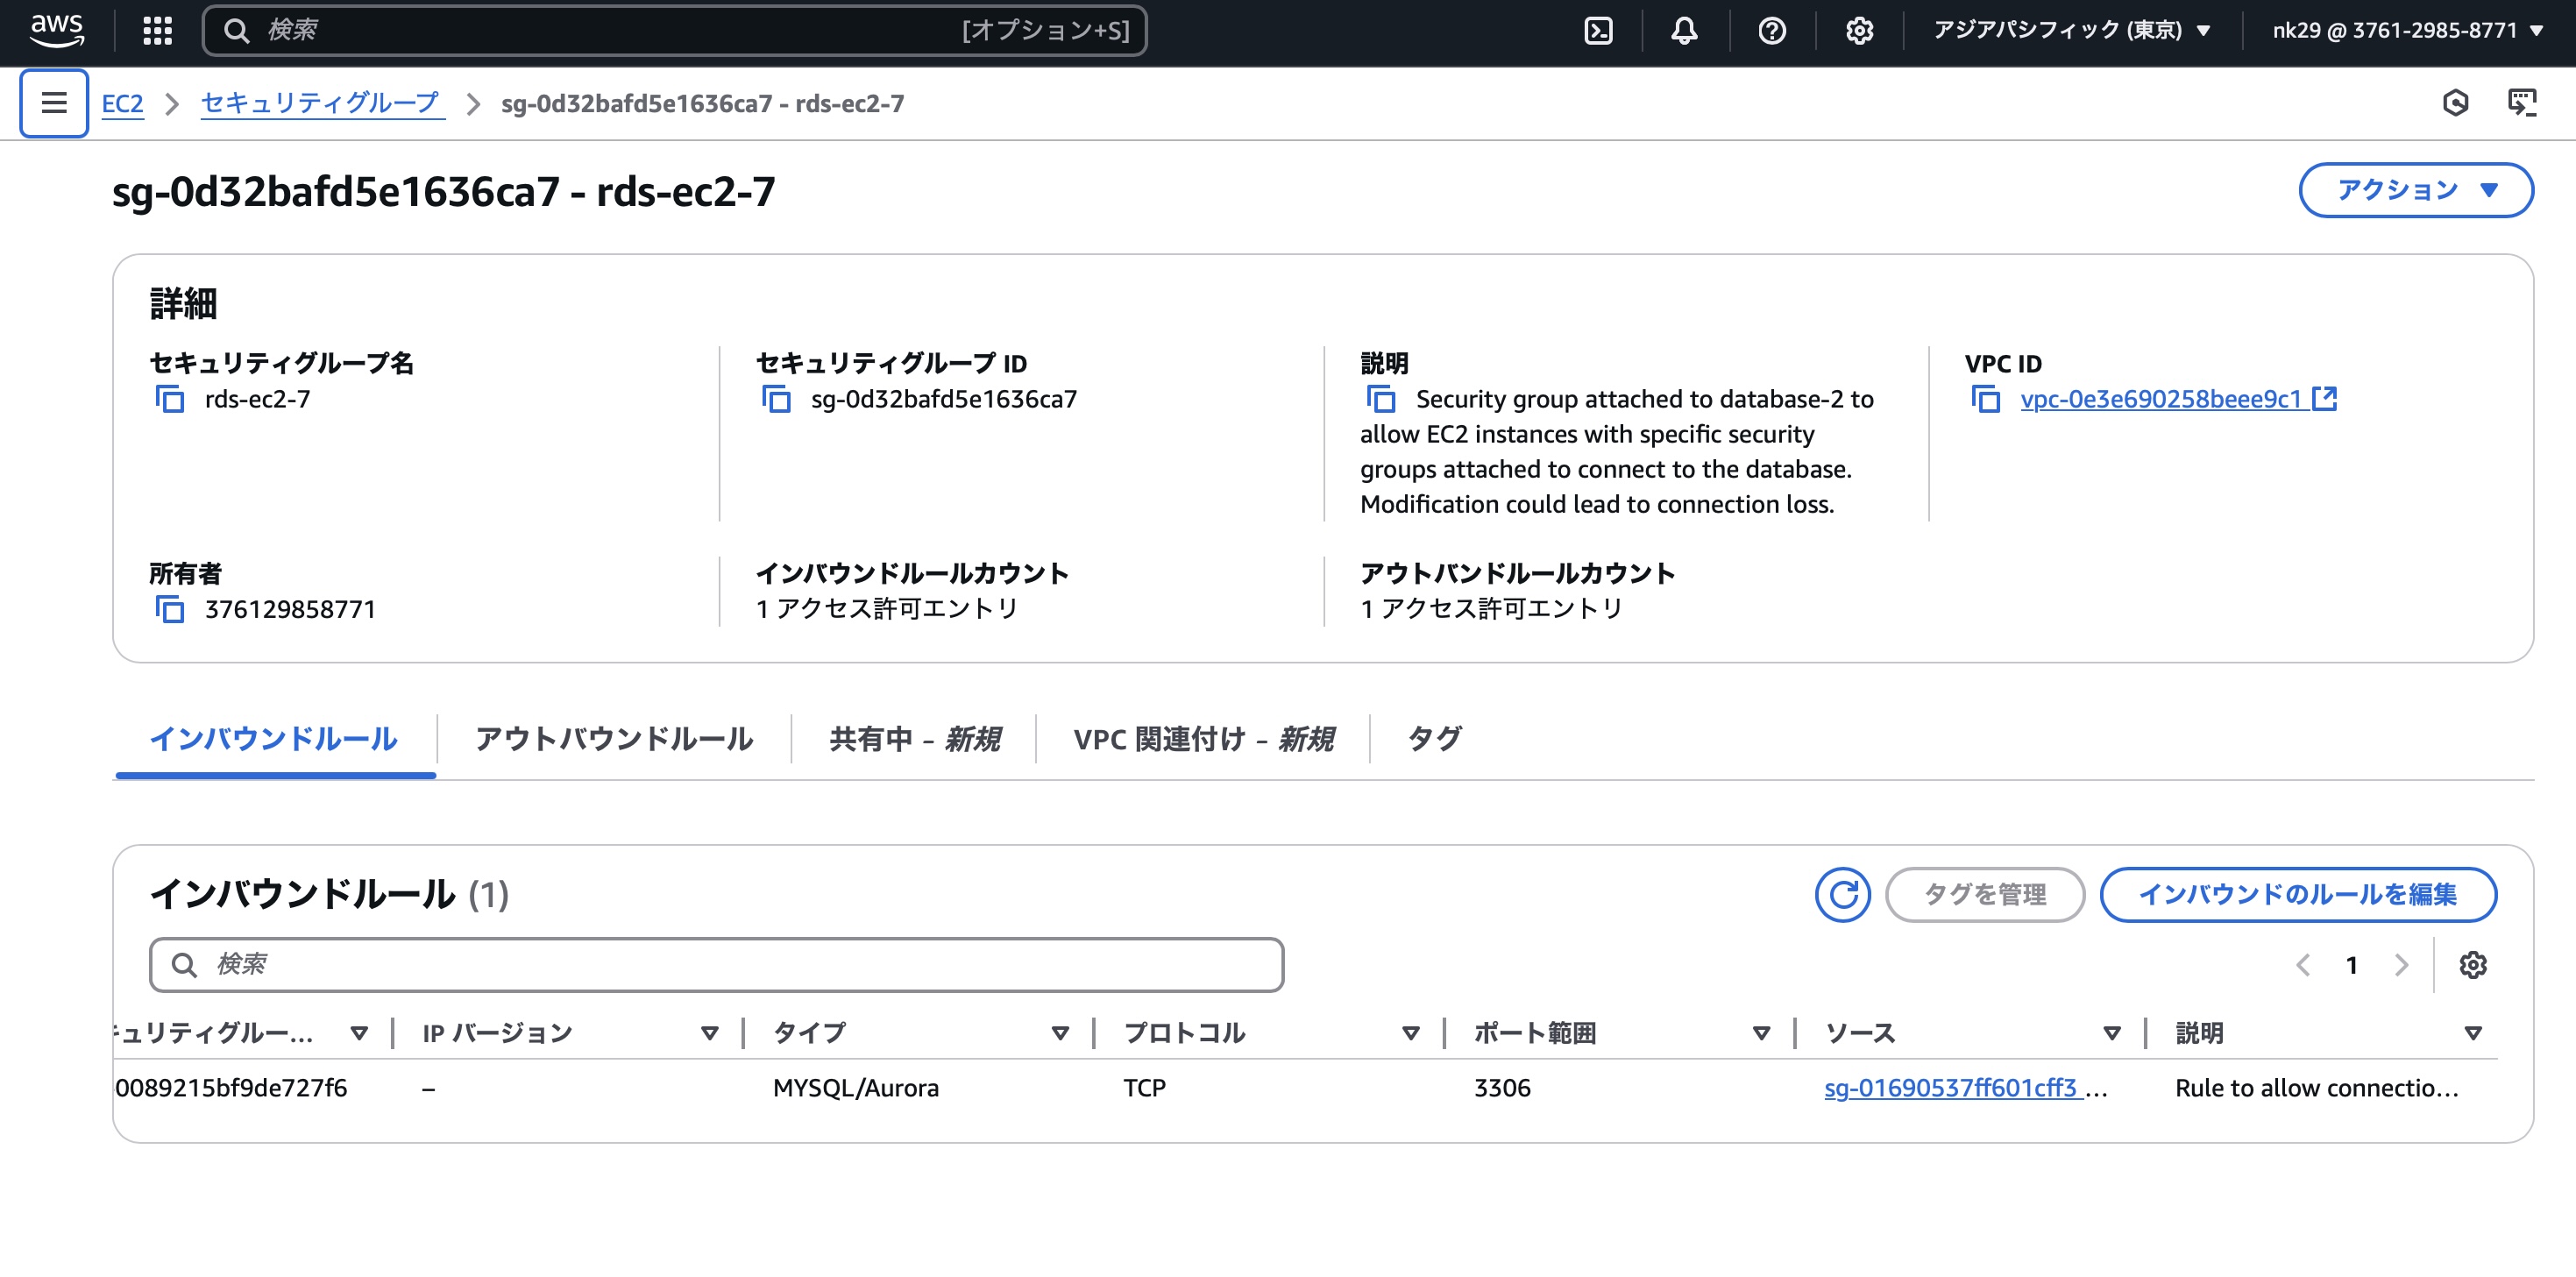 aws
検索
[オプション+S]
アジアパシフィック (東京)
nk29 @ 3761-2985-8771
EC2
セキュリティグループ
sg-0d32bafd5e1636ca7 - rds-ec2-7
sg-0d32bafd5e1636ca7 - rds-ec2-7
アクション
詳細
セキュリティグループ名
rds-ec2-7
セキュリティグループ ID
sg-0d32bafd5e1636ca7
説明
Security group attached to database-2 to
allow EC2 instances with specific security
groups attached to connect to the database.
Modification could lead to connection loss.
VPC ID
vpc-0e3e690258beee9c1
所有者
376129858771
インバウンドルールカウント
1 アクセス許可エントリ
アウトバンドルールカウント
1 アクセス許可エントリ
インバウンドルール
アウトバウンドルール
共有中 – 新規
VPC 関連付け – 新規
タグ
インバウンドルール (1)
タグを管理
インバウンドのルールを編集
検索
1
キュリティグルー...
IP バージョン
タイプ
プロトコル
ポート範囲
ソース
説明
0089215bf9de727f6
–
MYSQL/Aurora
TCP
3306
sg-01690537ff601cff3 ...
Rule to allow connectio...